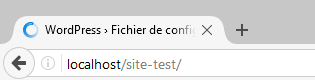 WordPress › Fichier de confi
localhost/site-test/